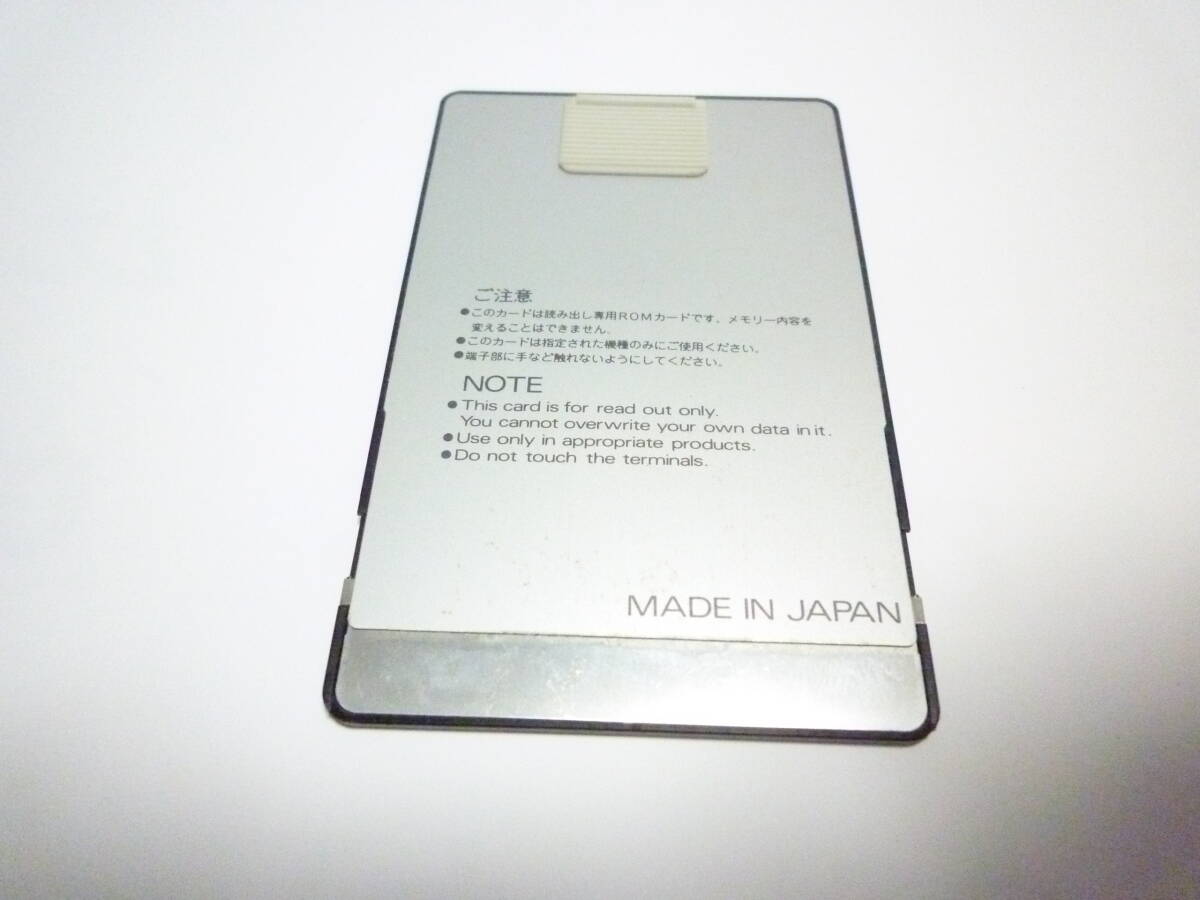 ご注意
●このカードは読み出し専用ROMカードです。メモリー内容を
変えることはできません。
●このカードは指定された機種のみにご使用ください。
●端子部に手など触れないようにしてください。
NOTE
● This card is for read out only.
You cannot overwrite your own data in it.
● Use only in appropriate products.
● Do not touch the terminals.
MADE IN JAPAN